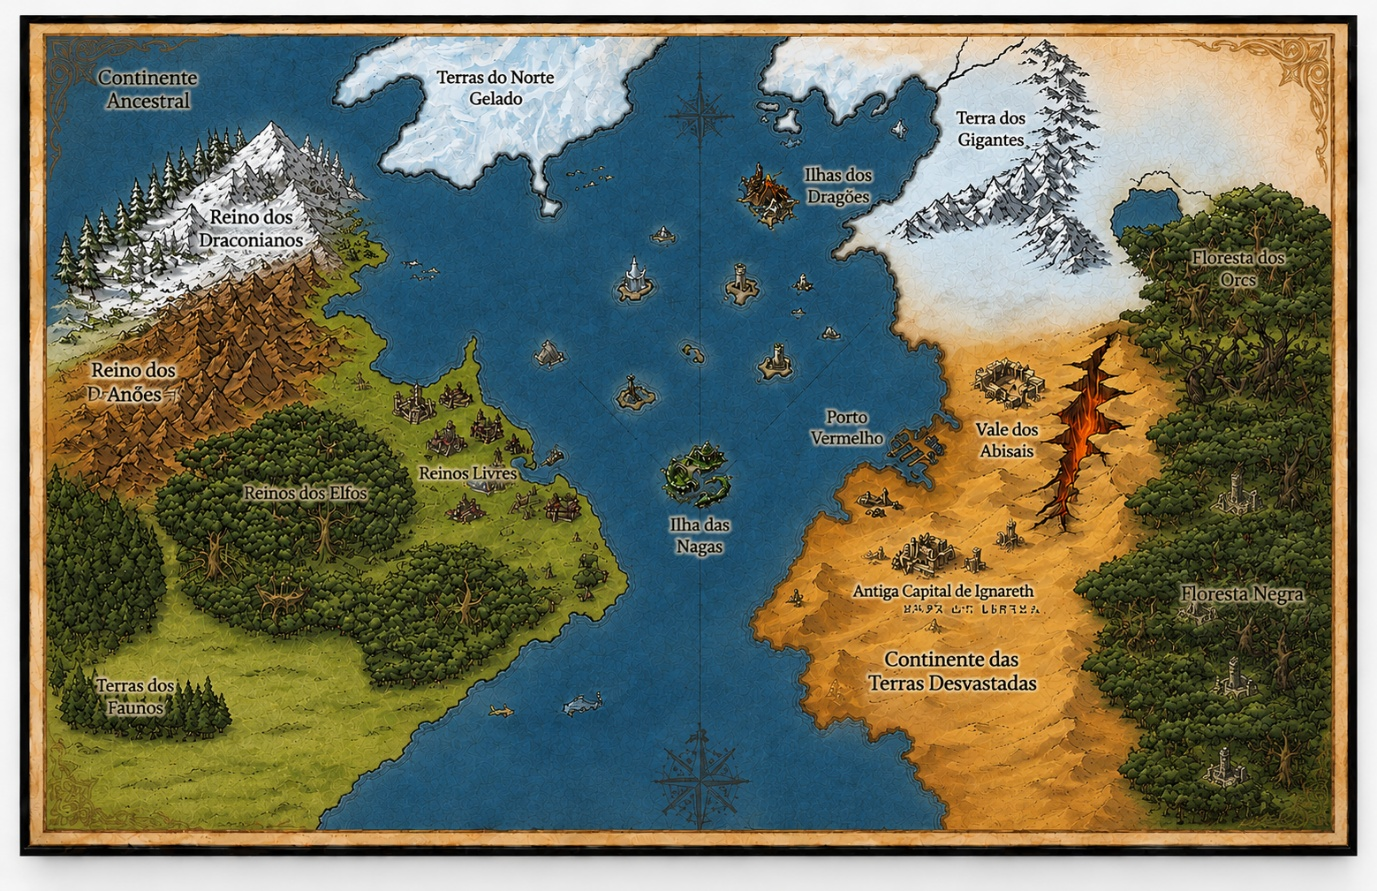 Continente
Ancestral
Terras do Norte
Gelado
Terra dos
Gigantes
Ilhas dos
Dragões
Reino dos
Draconianos
Floresta dos
Orcs
Reino dos
D-Anões
Porto
Vermelho
Vale dos
Abisais
Reinos Livres
Reinos dos Elfos
Ilha das
Nagas
Antiga Capital de Ignareth
Floresta Negra
Continente das
Terras Desvastadas
Terras dos
Faunos